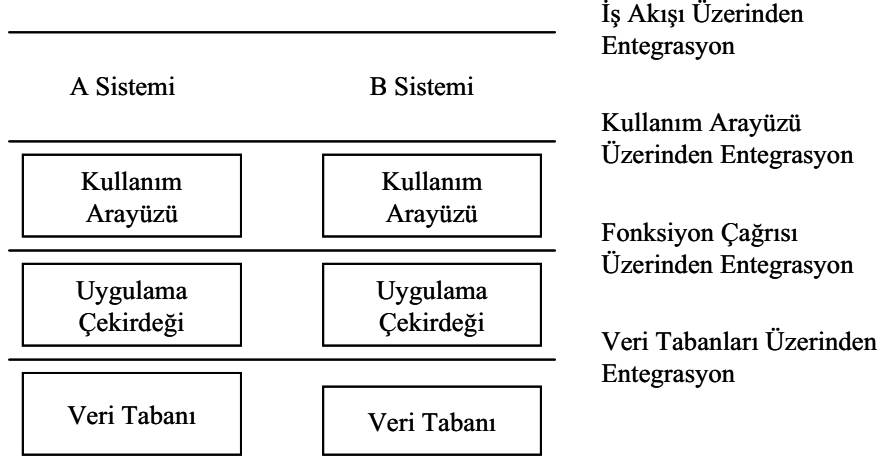 İş Akışı Üzerinden
Entegrasyon
A Sistemi
B Sistemi
Kullanım Arayüzü
Üzerinden Entegrasyon
Kullanım
Arayüzü
Kullanım
Arayüzü
Fonksiyon Çağrısı
Üzerinden Entegrasyon
Uygulama
Çekirdeği
Uygulama
Çekirdeği
Veri Tabanları Üzerinden
Entegrasyon
Veri Tabanı
Veri Tabanı